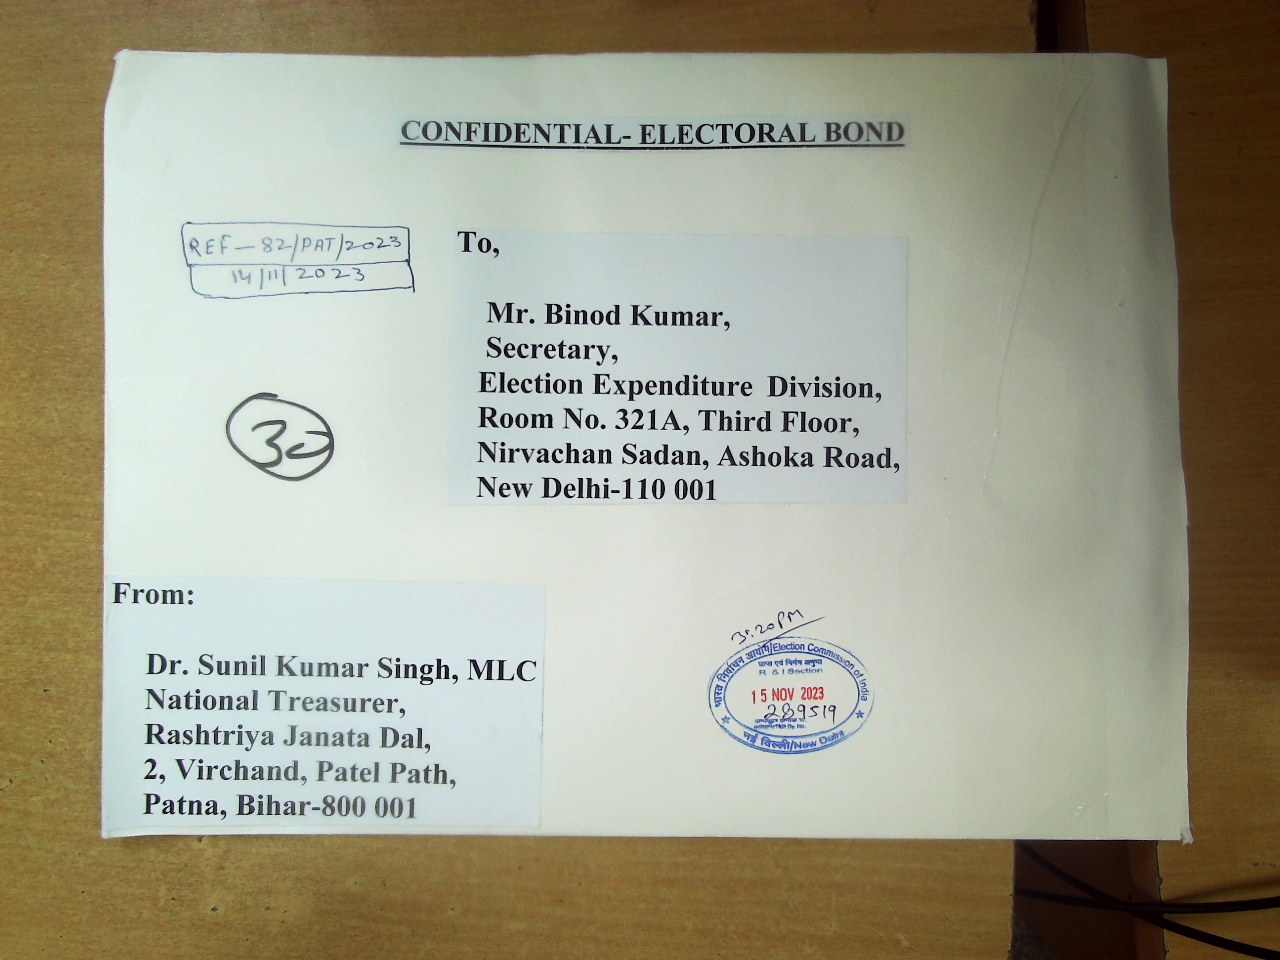 CONFIDENTIAL- ELECTORAL BOND
REF-82/PAT/2023
14/11/2023
To,
Mr. Binod Kumar,
Secretary,
Election Expenditure Division,
Room No. 321A, Third Floor,
Nirvachan Sadan, Ashoka Road,
New Delhi-110 001
30
From:
Dr. Sunil Kumar Singh, MLC
National Treasurer,
Rashtriya Janata Dal,
2, Virchand, Patel Path,
Patna, Bihar-800 001
3:20 PM
भारत निर्वाचन आयोग/Election Commission of India
प्राप्त एवं निर्गम अनुभाग
R & I Section
15 NOV 2023
289519
नई दिल्ली/New Delhi